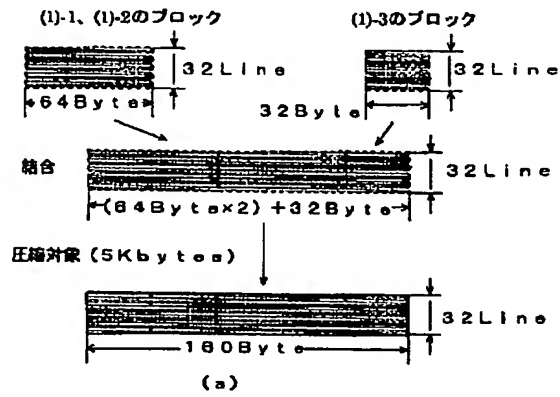 (1)-1、(1)-2のブロック
(1)-3のブロック
32Line
32Line
64Byte
32Byte
結合
32Line
(64Byte×2)+32Byte
圧縮対象(5Kbytes)
32Line
160Byte
(a)